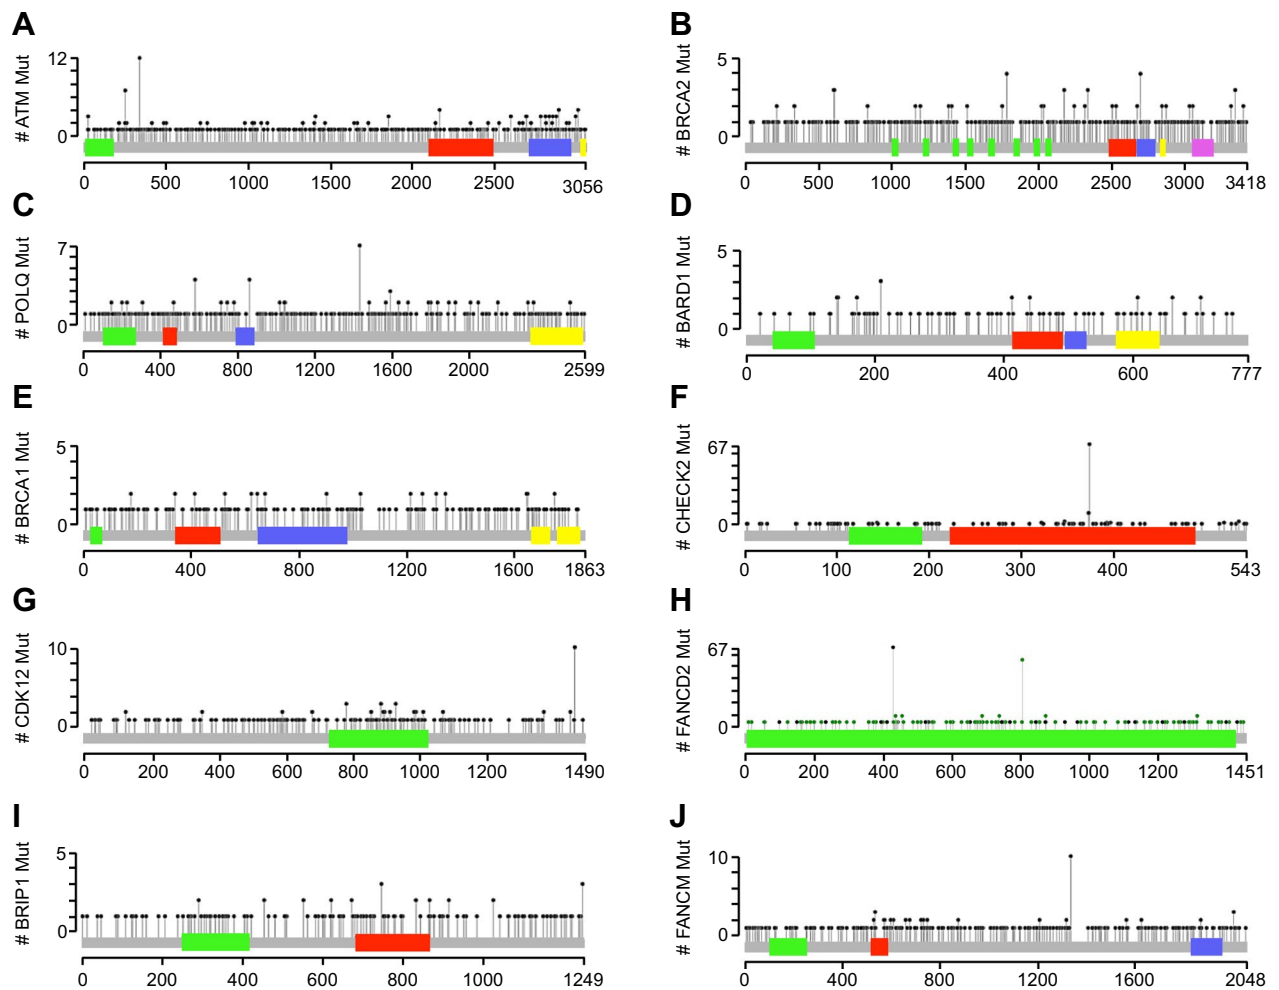 A
# ATM Mut
12
0
0 500 1000 1500 2000 2500 3056
B
# BRCA2 Mut
5
0
0 500 1000 1500 2000 2500 3000 3418
C
# POLQ Mut
7
0
0 400 800 1200 1600 2000 2599
D
# BARD1 Mut
5
0
0 200 400 600 777
E
# BRCA1 Mut
5
0
0 400 800 1200 1600 1863
F
# CHECK2 Mut
67
0
0 100 200 300 400 543
G
# CDK12 Mut
10
0
0 200 400 600 800 1000 1200 1490
H
# FANCD2 Mut
67
0
0 200 400 600 800 1000 1200 1451
I
# BRIP1 Mut
5
0
0 200 400 600 800 1000 1249
J
# FANCM Mut
10
0
0 400 800 1200 1600 2048